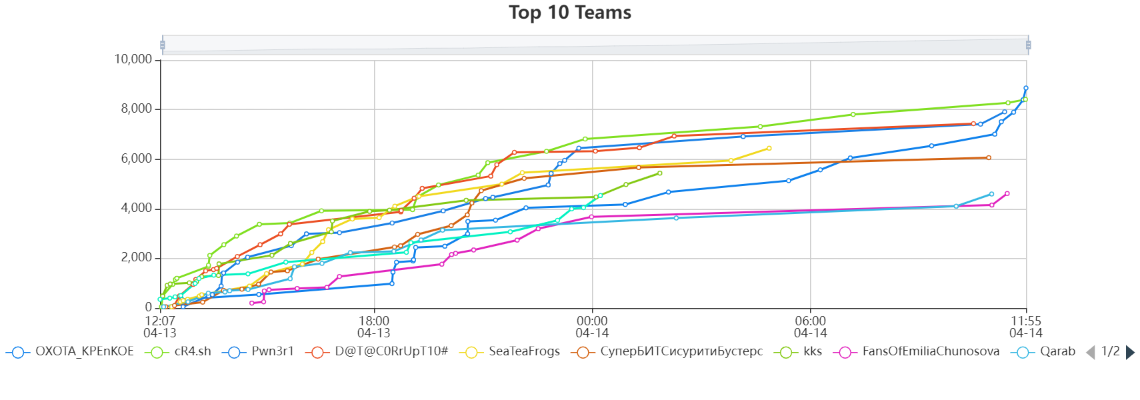 Top 10 Teams
10,000
8,000
6,000
4,000
2,000
0
12:07 18:00 00:00 06:00 11:55
04-13 04-13 04-14 04-14 04-14
OXOTA_KPEnKOE cR4.sh Pwn3r1 D@T@C0RrUpT10# SeaTeaFrogs СуперБИТСисуритиБустерс kks FansOfEmiliaChunosova Qarab 1/2